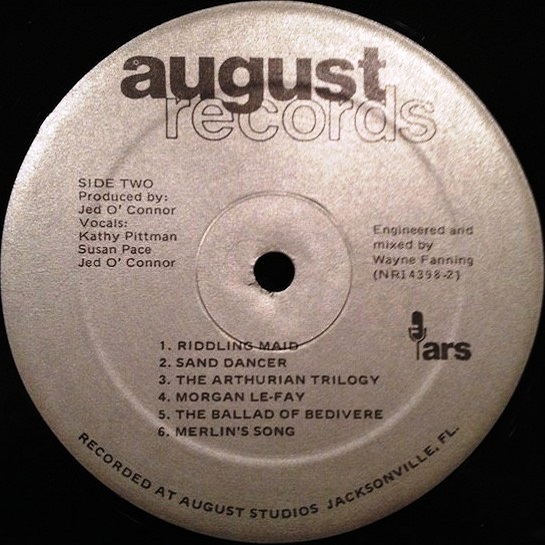 august
records
SIDE TWO
Produced by:
Jed O' Connor
Vocals:
Kathy Pittman
Susan Pace
Jed O' Connor
Engineered and
mixed by
Wayne Fanning
(NR14398-2)
ars
1. RIDDLING MAID
2. SAND DANCER
3. THE ARTHURIAN TRILOGY
4. MORGAN LE-FAY
5. THE BALLAD OF BEDIVERE
6. MERLIN'S SONG
RECORDED AT AUGUST STUDIOS JACKSONVILLE, FL.